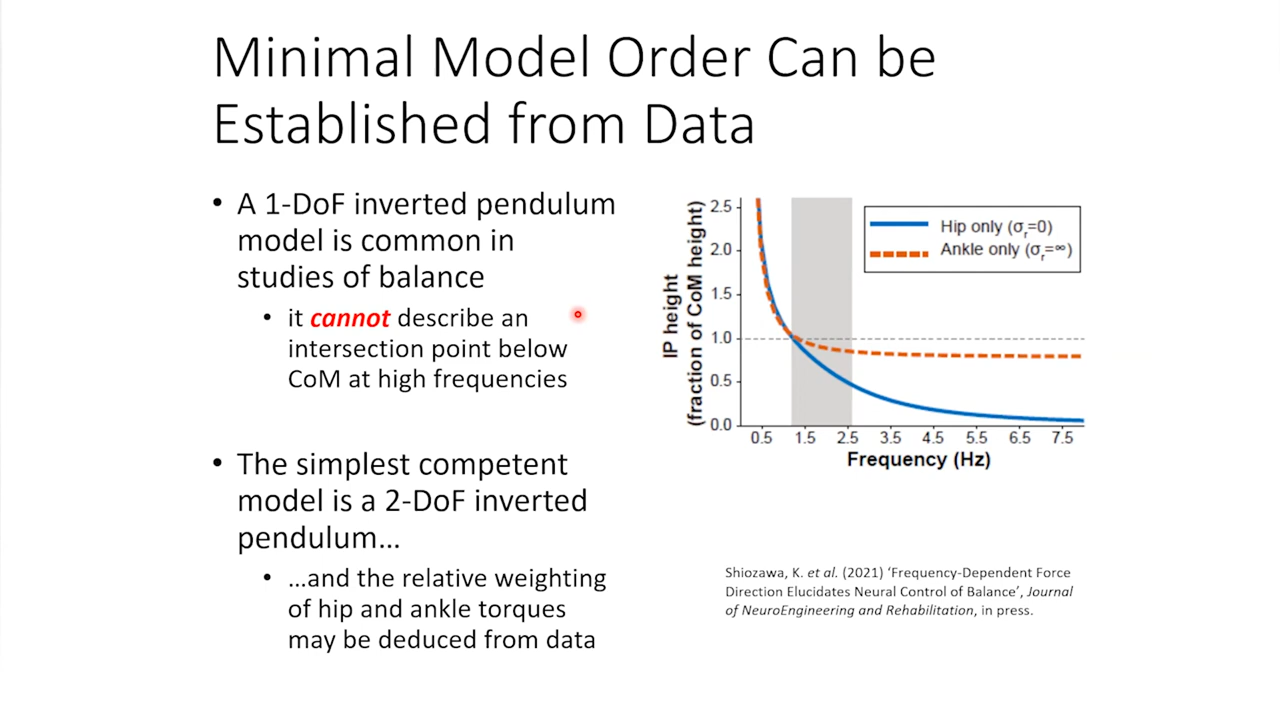 Minimal Model Order Can be
Established from Data
• A 1-DoF inverted pendulum
model is common in
studies of balance
• it cannot describe an
intersection point below
CoM at high frequencies
• The simplest competent
model is a 2-DoF inverted
pendulum…
• …and the relative weighting
of hip and ankle torques
may be deduced from data
IP height
(fraction of CoM height)
2.5
2.0
1.5
1.0
0.5
0.0
Hip only (σr=0)
Ankle only (σr=∞)
0.5 1.5 2.5 3.5 4.5 5.5 6.5 7.5
Frequency (Hz)
Shiozawa, K. et al. (2021) ‘Frequency-Dependent Force
Direction Elucidates Neural Control of Balance’, Journal
of NeuroEngineering and Rehabilitation, in press.